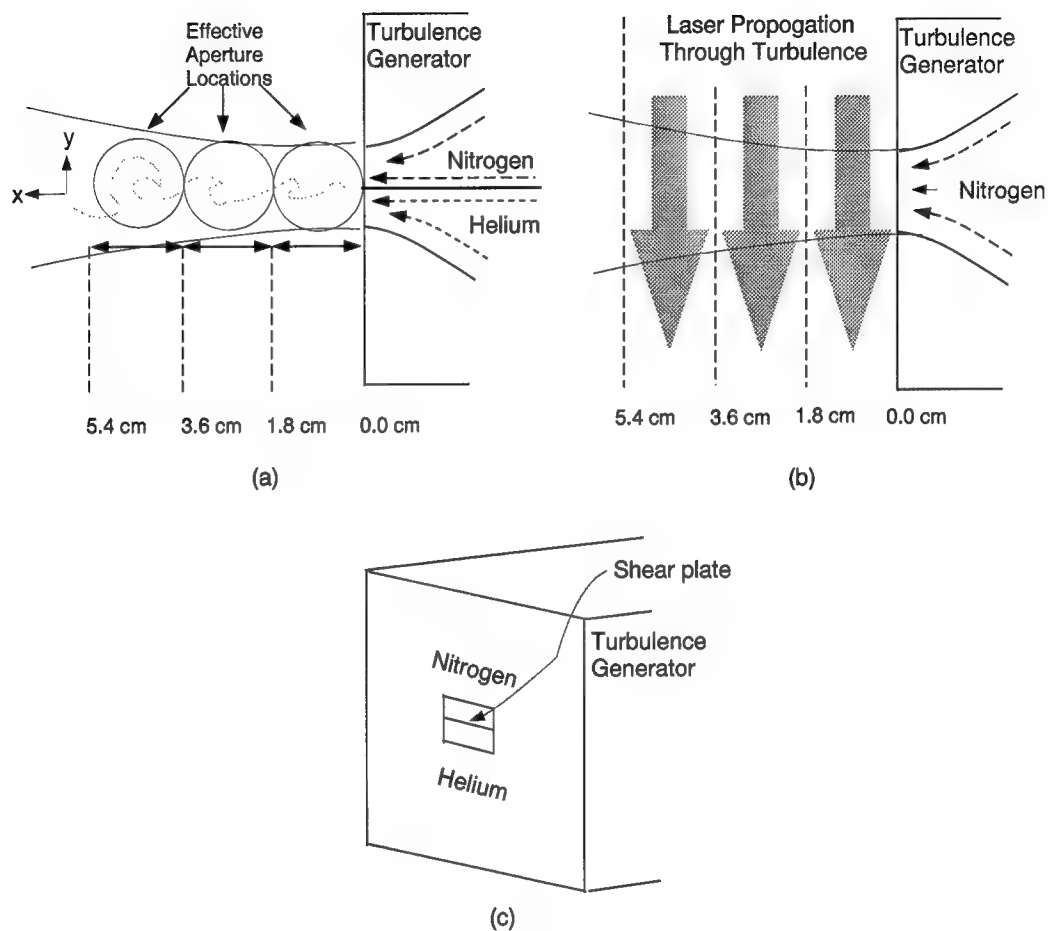 Effective
Aperture
Locations
Turbulence
Generator
y
x
Nitrogen
Helium
5.4 cm
3.6 cm
1.8 cm
0.0 cm
(a)
Laser Propogation
Through Turbulence
Turbulence
Generator
Nitrogen
5.4 cm
3.6 cm
1.8 cm
0.0 cm
(b)
Shear plate
Turbulence
Generator
Nitrogen
Helium
(c)